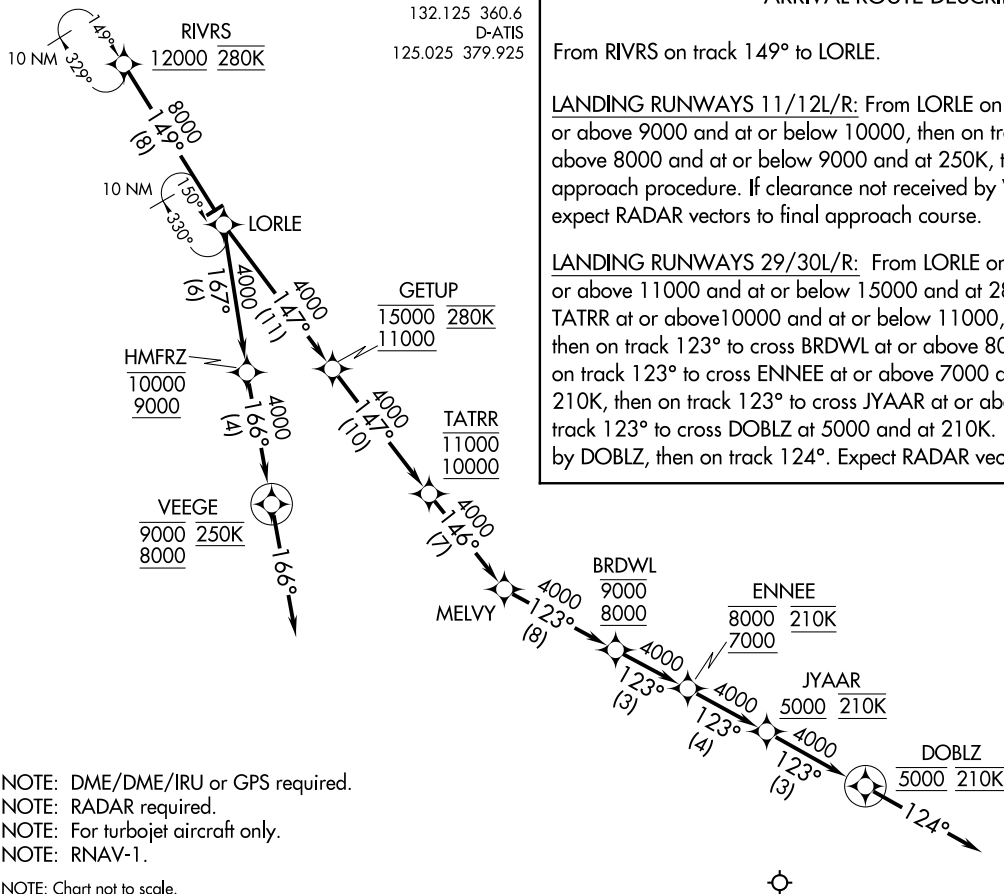 132.125 360.6
D-ATIS
125.025 379.925
ARRIVAL ROUTE
From RIVRS on track 149° to LORLE.
LANDING RUNWAYS 11/12L/R: From LORLE on
or above 9000 and at or below 10000, then on
above 8000 and at or below 9000 and at 250K,
approach procedure. If clearance not received by
expect RADAR vectors to final approach course.
LANDING RUNWAYS 29/30L/R: From LORLE on
or above 11000 and at or below 15000 and at
TATRR at or above10000 and at or below 11000,
then on track 123° to cross BRDWL at or above
on track 123° to cross ENNEE at or above 7000
210K, then on track 123° to cross JYAAR at or
track 123° to cross DOBLZ at 5000 and at 210K.
by DOBLZ, then on track 124°. Expect RADAR
RIVRS
12000 280K
10 NM
149°
329°
8000
149°
(8)
10 NM
150°
330°
LORLE
4000
167°
(6)
4000
147°
(11)
GETUP
15000 280K
11000
HMFRZ
10000
9000
4000
166°
(4)
4000
147°
(10)
TATRR
11000
10000
VEEGE
9000 250K
8000
166°
4000
146°
(7)
MELVY
4000
123°
(8)
BRDWL
9000
8000
4000
123°
(3)
ENNEE
8000 210K
7000
4000
123°
(4)
JYAAR
5000 210K
4000
123°
(3)
DOBLZ
5000 210K
124°
NOTE: DME/DME/IRU or GPS required.
NOTE: RADAR required.
NOTE: For turbojet aircraft only.
NOTE: RNAV-1.
NOTE: Chart not to scale.